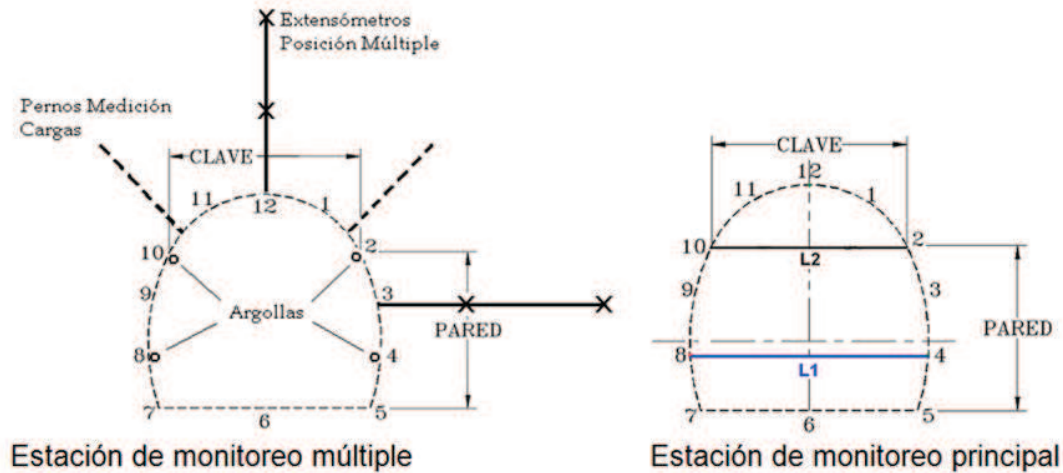 Extensómetros
Posición Múltiple
Pernos Medición
Cargas
CLAVE
11
12
1
10
2
9
3
Argollas
PARED
8
4
7
6
5
Estación de monitoreo múltiple
CLAVE
12
11
1
10
2
L2
9
3
PARED
8
4
L1
7
6
5
Estación de monitoreo principal